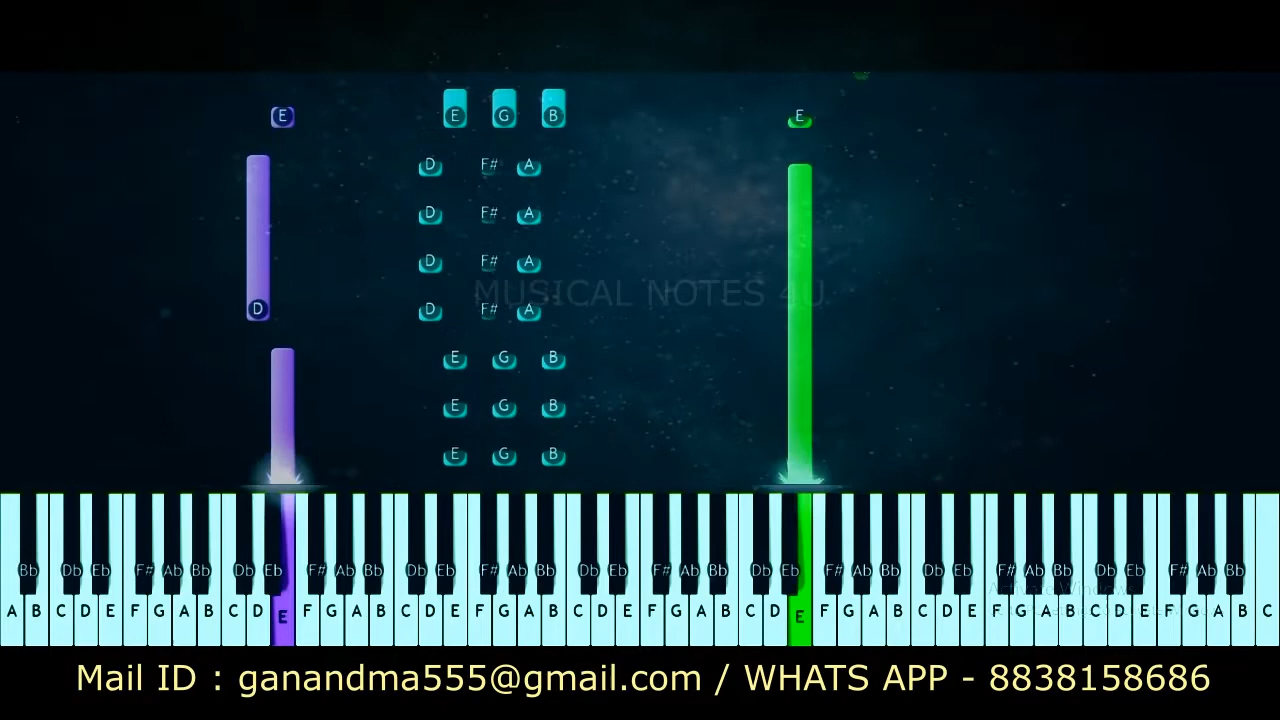 E E G B E
D F# A
D F# A
MUSICAL NOTES 4U
D F# A
D D F# A
E G B
E G B
E G B
Bb Db Eb F# Ab Bb Db Eb F# Ab Bb Db Eb F# Ab Bb Db Eb F# Ab Bb Db Eb F# Ab Bb Db Eb F# Ab Bb Db Eb F# Ab Bb
Activate Windows
A B C D E F G A B C D E F G A B C D E F G A B C D E F G A B C D E F G A B C D E F G A B C D E F G A B C
Mail ID : ganandma555@gmail.com / WHATS APP - 8838158686